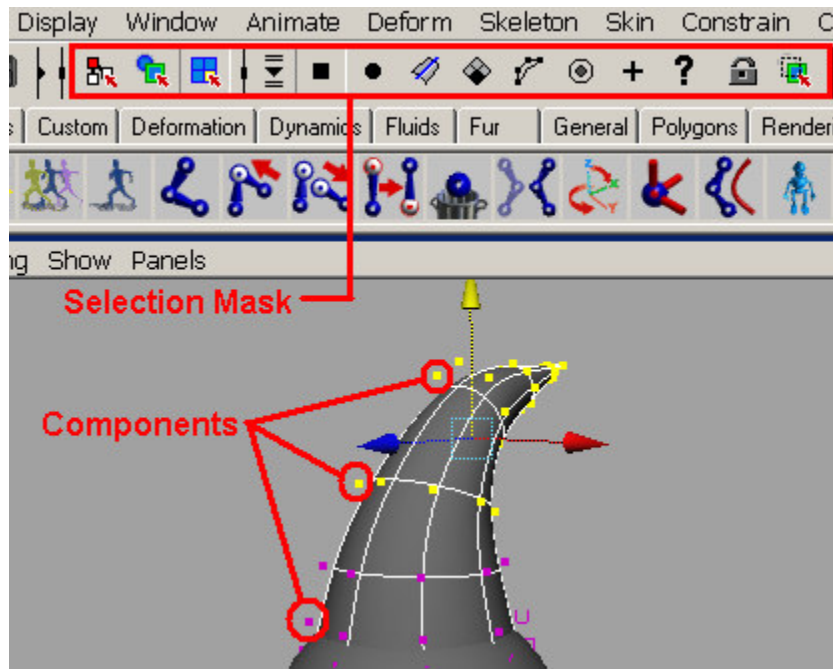 Display Window Animate Deform Skeleton Skin Constrain
?
Custom Deformation Dynamics Fluids Fur General Polygons Render
Show Panels
Selection Mask
Components
U